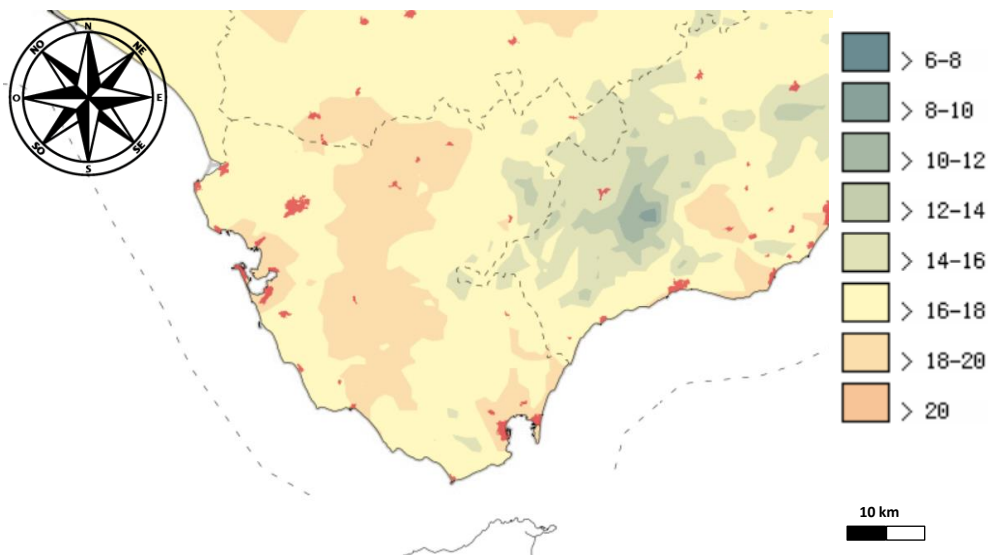 N
NO
NE
O
E
SO
SE
S
> 6-8
> 8-10
> 10-12
> 12-14
> 14-16
> 16-18
> 18-20
> 20
10 km